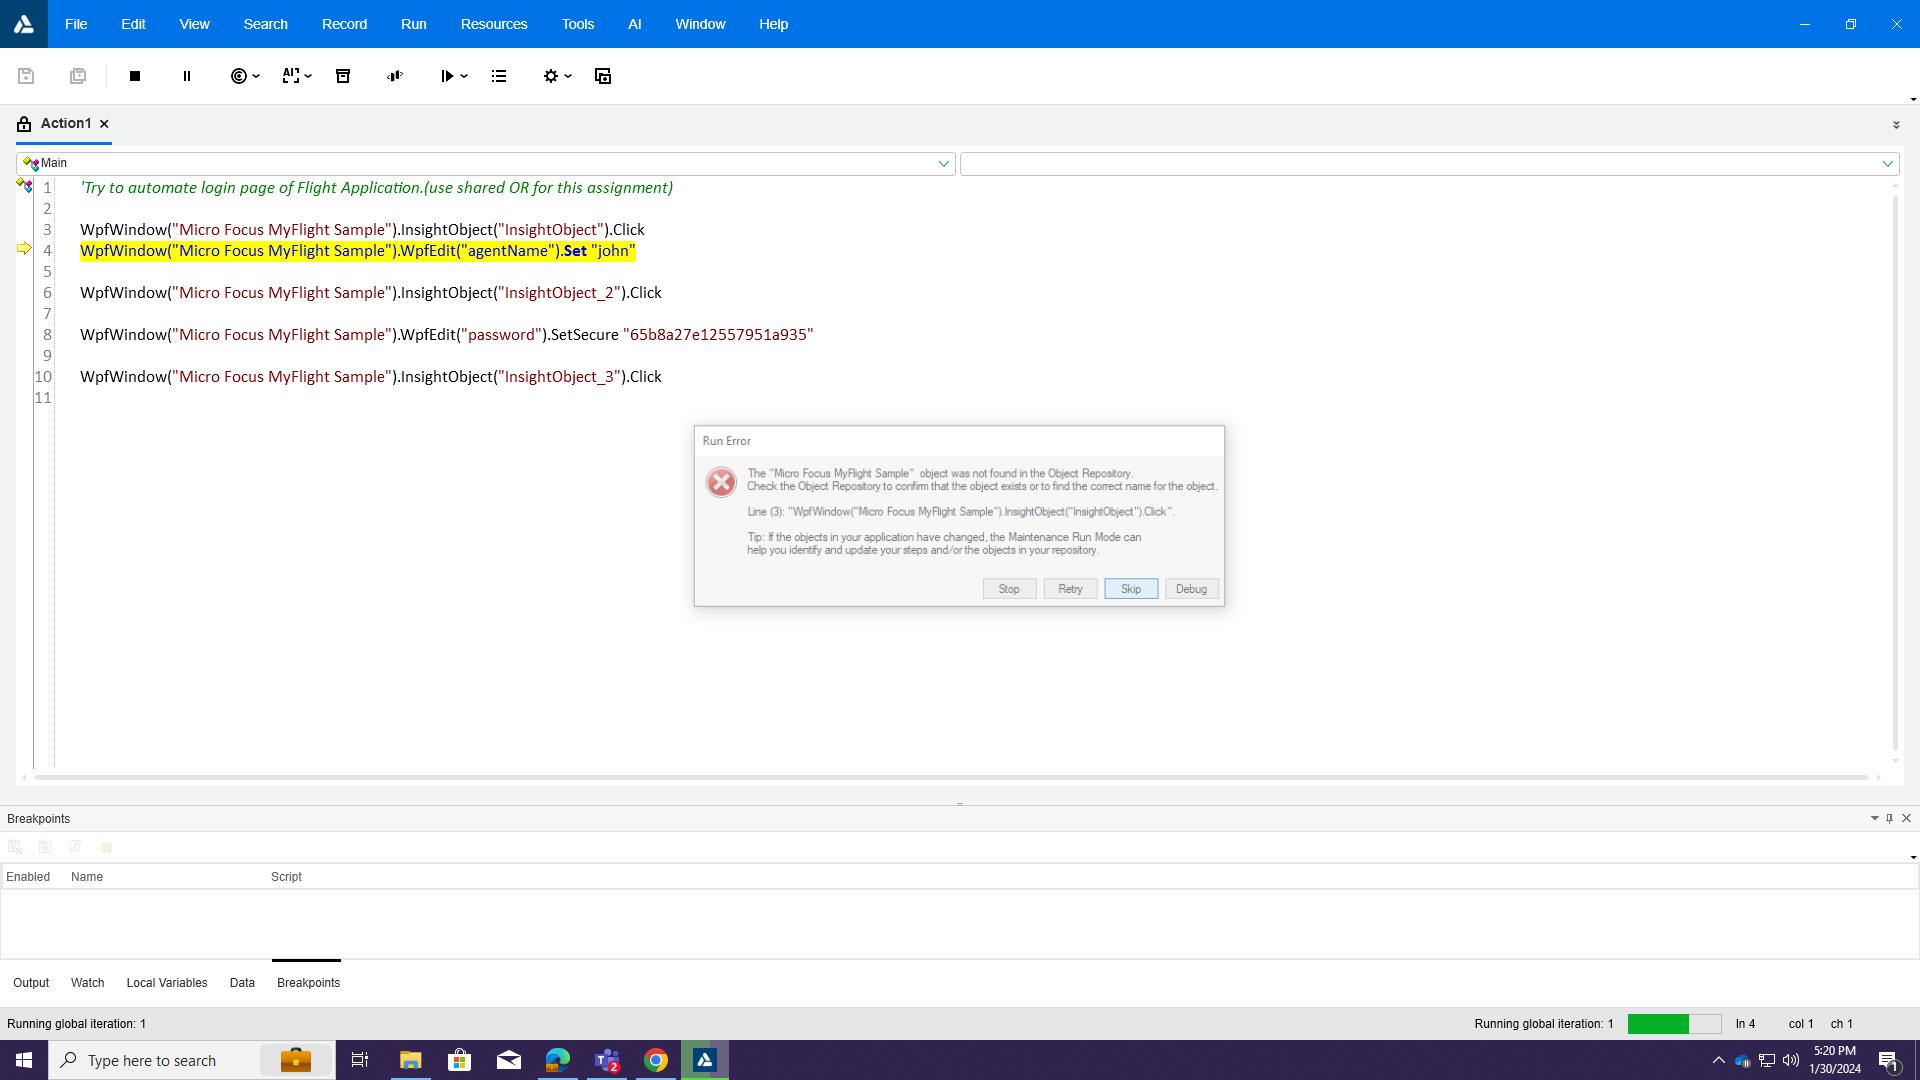 File Edit View Search Record Run Resources Tools AI Window Help
AI
Action1
Main
1 'Try to automate login page of Flight Application.(use shared OR for this assignment)
2
3 WpfWindow("Micro Focus MyFlight Sample").InsightObject("InsightObject").Click
4 WpfWindow("Micro Focus MyFlight Sample").WpfEdit("agentName").Set "john"
5
6 WpfWindow("Micro Focus MyFlight Sample").InsightObject("InsightObject_2").Click
7
8 WpfWindow("Micro Focus MyFlight Sample").WpfEdit("password").SetSecure "65b8a27e12557951a935"
9
10 WpfWindow("Micro Focus MyFlight Sample").InsightObject("InsightObject_3").Click
11
Run Error
The "Micro Focus MyFlight Sample" object was not found in the Object Repository.
Check the Object Repository to confirm that the object exists or to find the correct name for the object.
Line (3): "WpfWindow("Micro Focus MyFlight Sample").InsightObject("InsightObject").Click".
Tip: If the objects in your application have changed, the Maintenance Run Mode can
help you identify and update your steps and/or the objects in your repository.
Stop Retry Skip Debug
Breakpoints
Enabled Name Script
Output Watch Local Variables Data Breakpoints
Running global iteration: 1 Running global iteration: 1 ln 4 col 1 ch 1
Type here to search
2
5:20 PM
1/30/2024
1